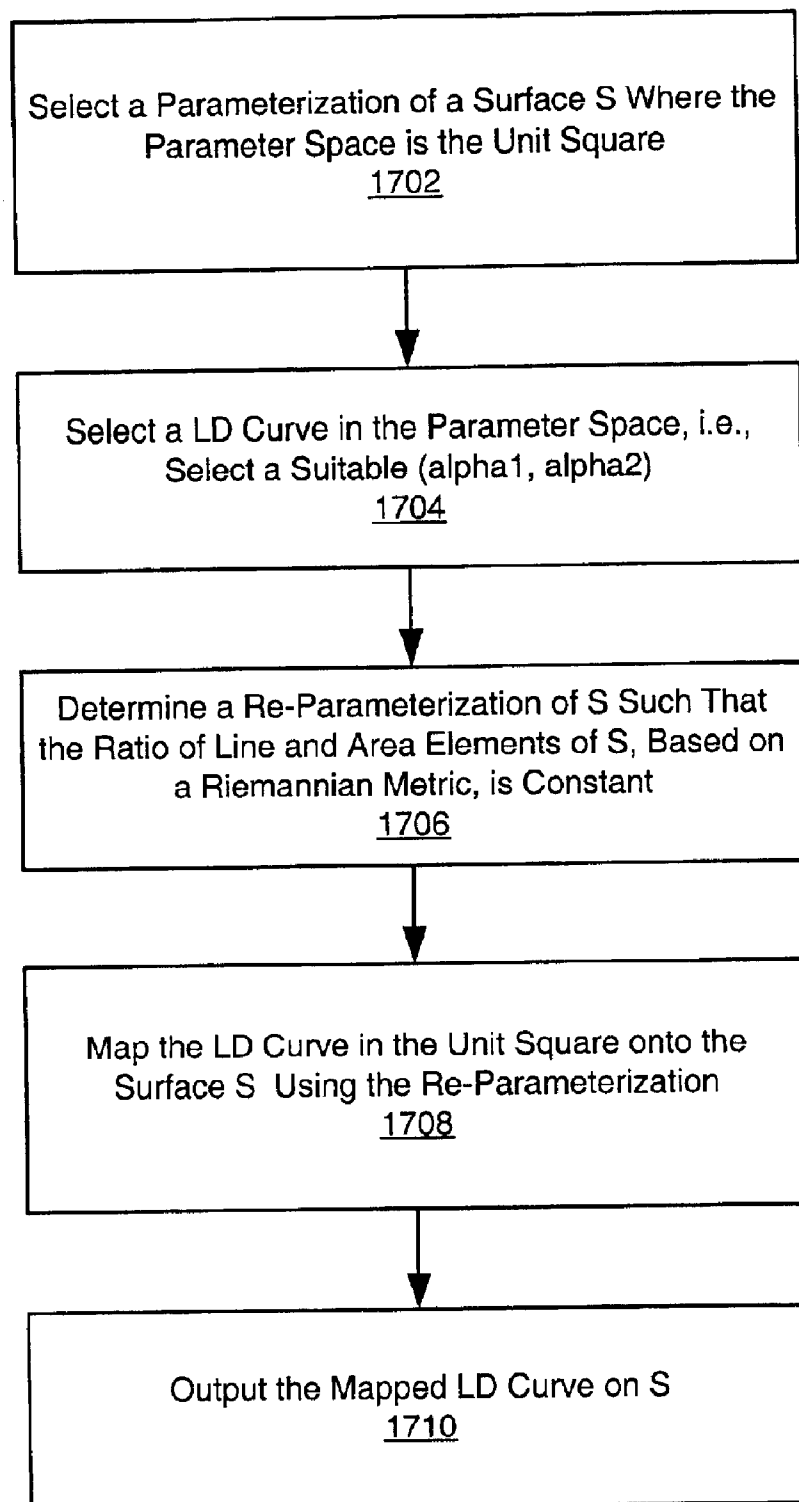 Select a Parameterization of a Surface S Where the
Parameter Space is the Unit Square
1702
Select a LD Curve in the Parameter Space, i.e.,
Select a Suitable (alpha1, alpha2)
1704
Determine a Re-Parameterization of S Such That
the Ratio of Line and Area Elements of S, Based on
a Riemannian Metric, is Constant
1706
Map the LD Curve in the Unit Square onto the
Surface S Using the Re-Parameterization
1708
Output the Mapped LD Curve on S
1710